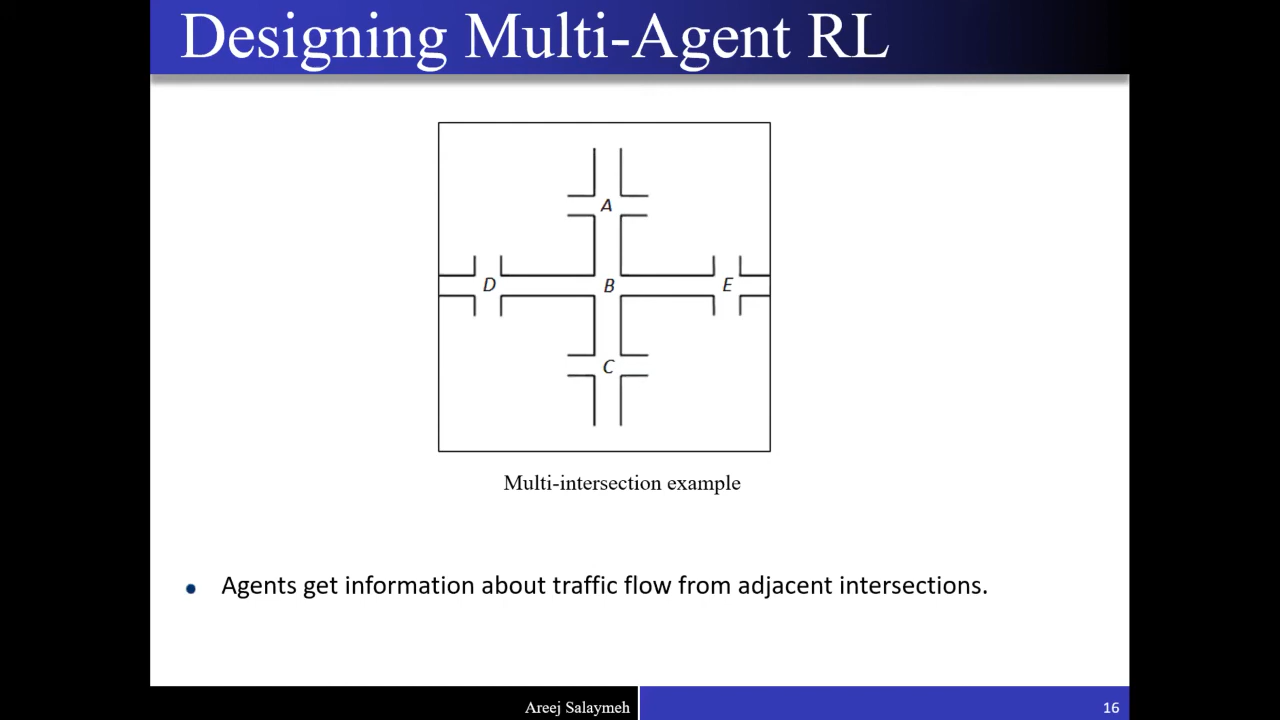 Designing Multi-Agent RL
A
D
B
E
C
Multi-intersection example
• Agents get information about traffic flow from adjacent intersections.
Areej Salaymeh
16